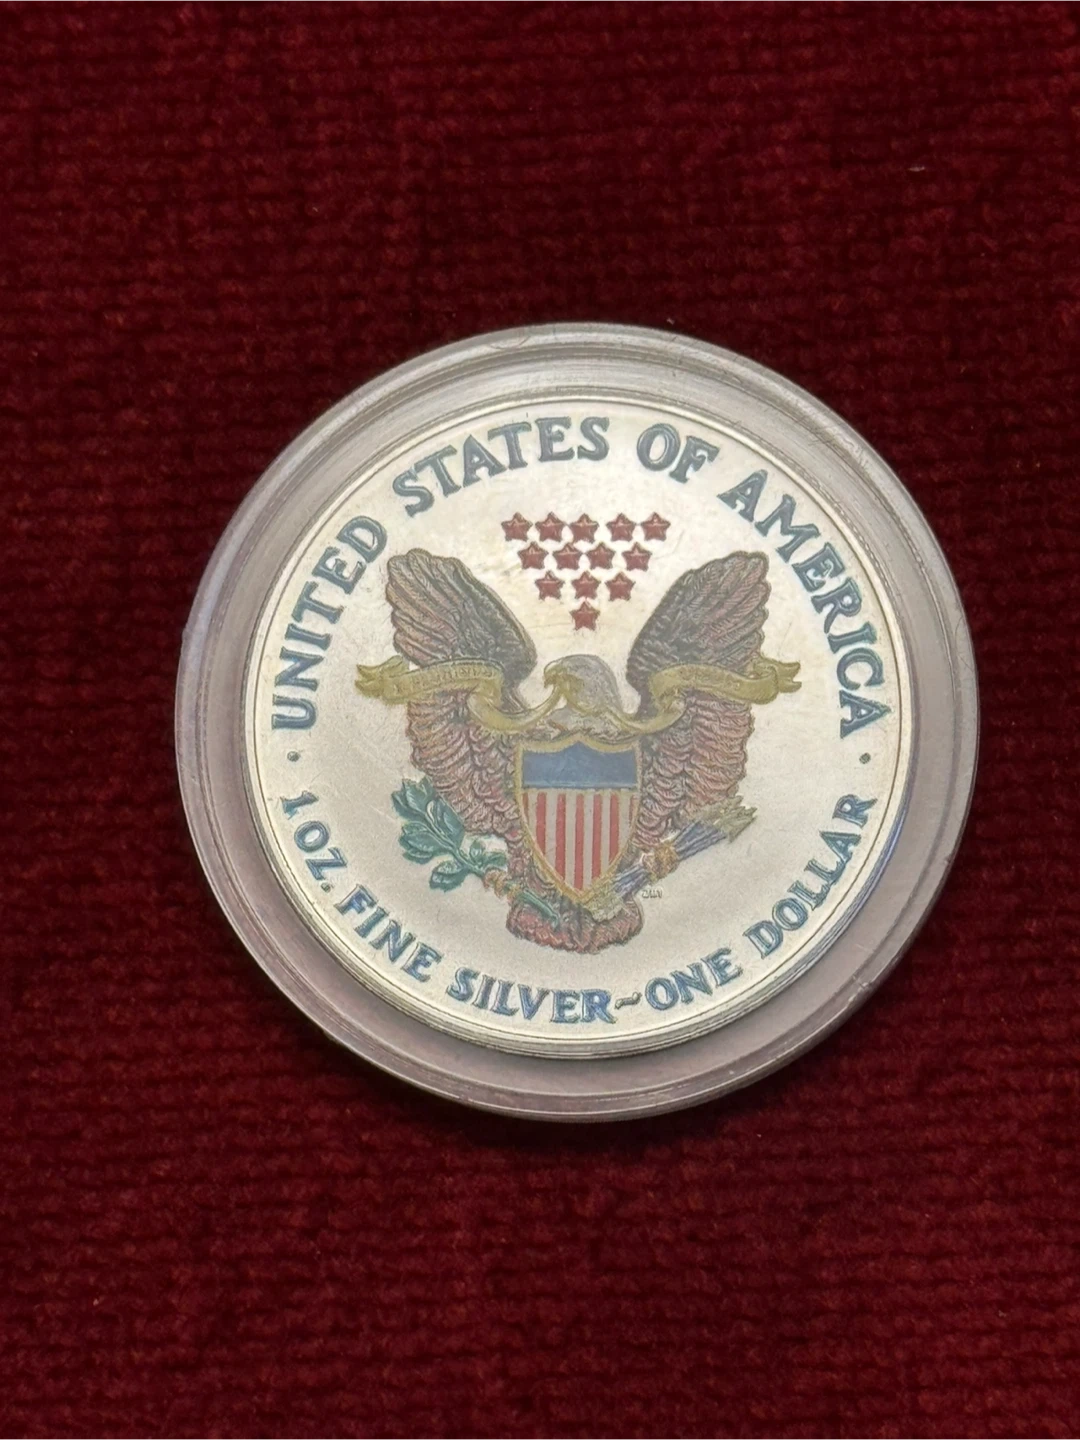 UNITED STATES OF AMERICA
· 1 OZ. FINE SILVER~ONE DOLLAR ·